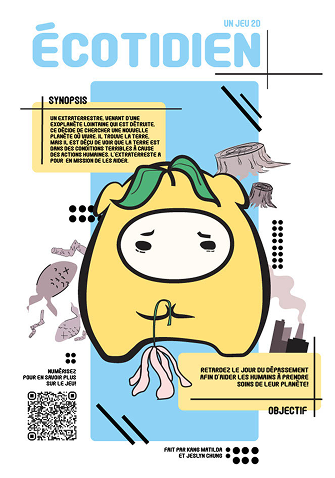 UN JEU 2D
ÉCOTIDIEN
SYNOPSIS
UN EXTRATERRESTRE, VENANT D'UNE
EXOPLANÈTE LOINTAINE QUI EST DÉTRUITE,
CE DÉCIDE DE CHERCHER UNE NOUVELLE
PLANÈTE OÙ VIVRE. IL TROUVE LA TERRE,
MAIS IL EST DÉÇU DE VOIR QUE LA TERRE EST
DANS DES CONDITIONS TERRIBLES À CAUSE
DES ACTIONS HUMAINES. L'EXTRATERESTE A
POUR EN MISSION DE LES AIDER.
RETARDEZ LE JOUR DU DÉPASSEMENT
AFIN D'AIDER LES HUMAINS À PRENDRE
SOINS DE LEUR PLANÈTE!
OBJECTIF
NUMÉRISEZ
POUR EN SAVOIR PLUS
SUR LE JEU!
FAIT PAR KANG MATILDA
ET JESLYN CHUNG